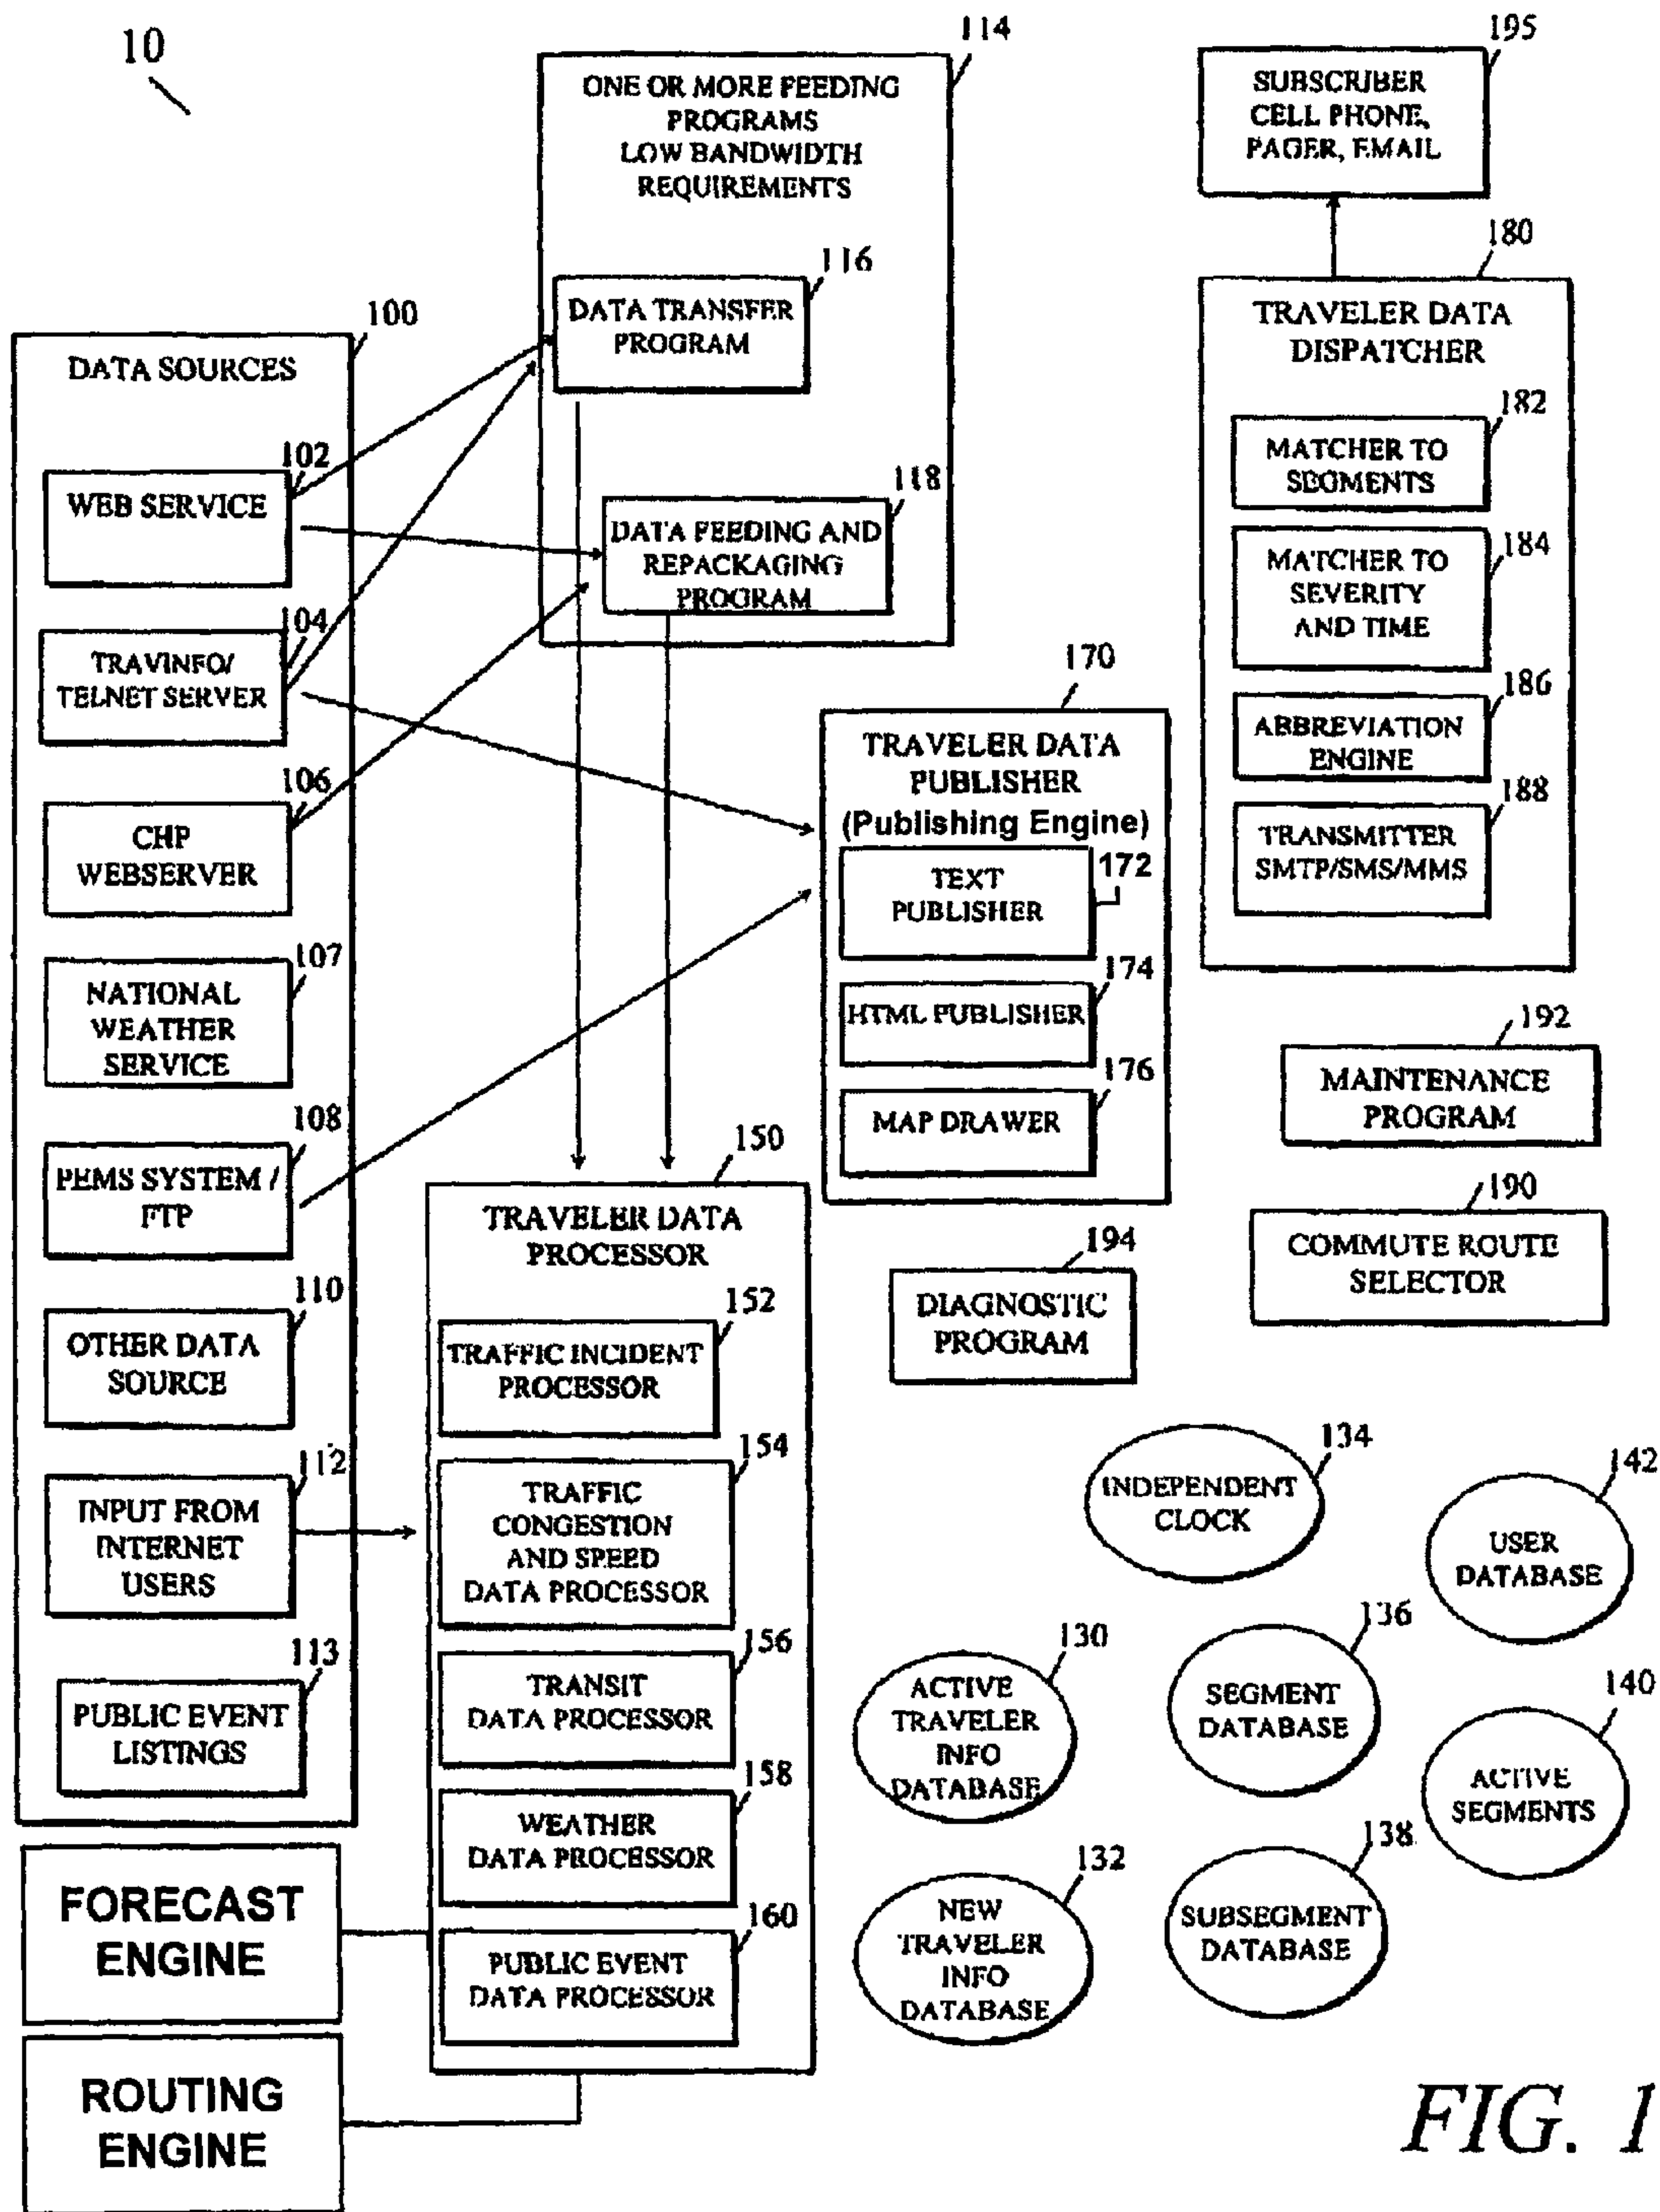 10
114
ONE OR MORE FEEDING
PROGRAMS
LOW BANDWIDTH
REQUIREMENTS
116
DATA TRANSFER
PROGRAM
118
DATA FEEDING AND
REPACKAGING
PROGRAM
195
SUBSCRIBER
CELL PHONE,
PAGER, EMAIL
180
TRAVELER DATA
DISPATCHER
182
MATCHER TO
SEGMENTS
184
MATCHER TO
SEVERITY
AND TIME
186
ABBREVIATION
ENGINE
188
TRANSMITTER
SMTP/SMS/MMS
100
DATA SOURCES
102
WEB SERVICE
104
TRAVINFO/
TELNET SERVER
106
CHP
WEBSERVER
107
NATIONAL
WEATHER
SERVICE
108
PEMS SYSTEM /
FTP
110
OTHER DATA
SOURCE
112
INPUT FROM
INTERNET
USERS
113
PUBLIC EVENT
LISTINGS
170
TRAVELER DATA
PUBLISHER
(Publishing Engine)
172
TEXT
PUBLISHER
174
HTML PUBLISHER
176
MAP DRAWER
192
MAINTENANCE
PROGRAM
190
COMMUTE ROUTE
SELECTOR
194
DIAGNOSTIC
PROGRAM
150
TRAVELER DATA
PROCESSOR
152
TRAFFIC INCIDENT
PROCESSOR
154
TRAFFIC
CONGESTION
AND SPEED
DATA PROCESSOR
156
TRANSIT
DATA PROCESSOR
158
WEATHER
DATA PROCESSOR
160
PUBLIC EVENT
DATA PROCESSOR
134
INDEPENDENT
CLOCK
142
USER
DATABASE
130
ACTIVE
TRAVELER
INFO
DATABASE
136
SEGMENT
DATABASE
140
ACTIVE
SEGMENTS
132
NEW
TRAVELER
INFO
DATABASE
138
SUBSEGMENT
DATABASE
FORECAST
ENGINE
ROUTING
ENGINE
FIG. 1